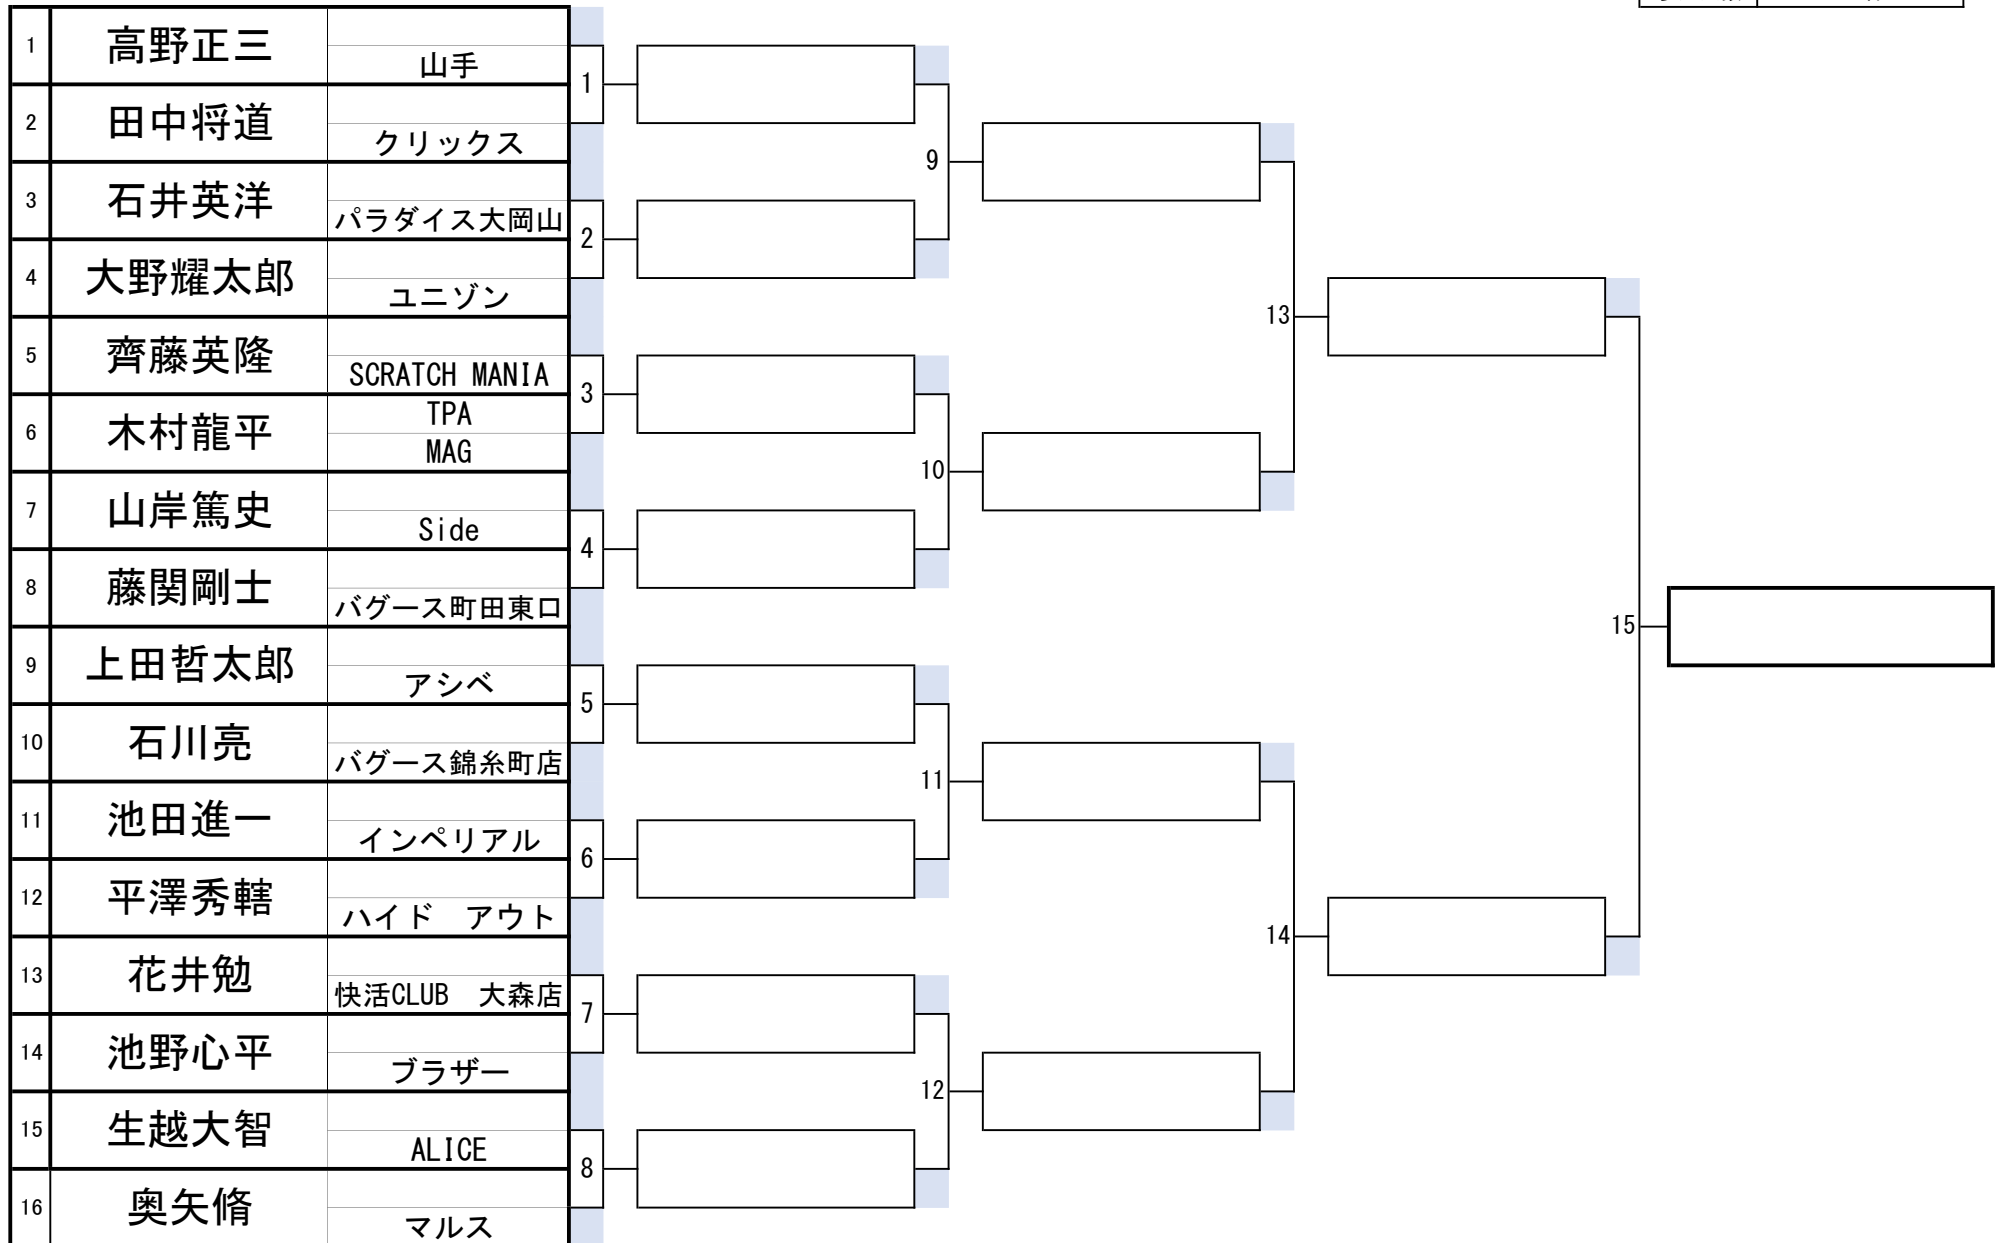 1 高野正三 山手
2 田中将道 クリックス
3 石井英洋 パラダイス大岡山
4 大野耀太郎 ユニゾン
5 齊藤英隆 SCRATCH MANIA
6 木村龍平 TPA
MAG
7 山岸篤史 Side
8 藤関剛士 バグース町田東口
9 上田哲太郎 アシベ
10 石川亮 バグース錦糸町店
11 池田進一 インペリアル
12 平澤秀轄 ハイド　アウト
13 花井勉 快活CLUB　大森店
14 池野心平 ブラザー
15 生越大智 ALICE
16 奥矢脩 マルス
1
2
3
4
5
6
7
8
9
10
11
12
13
14
15